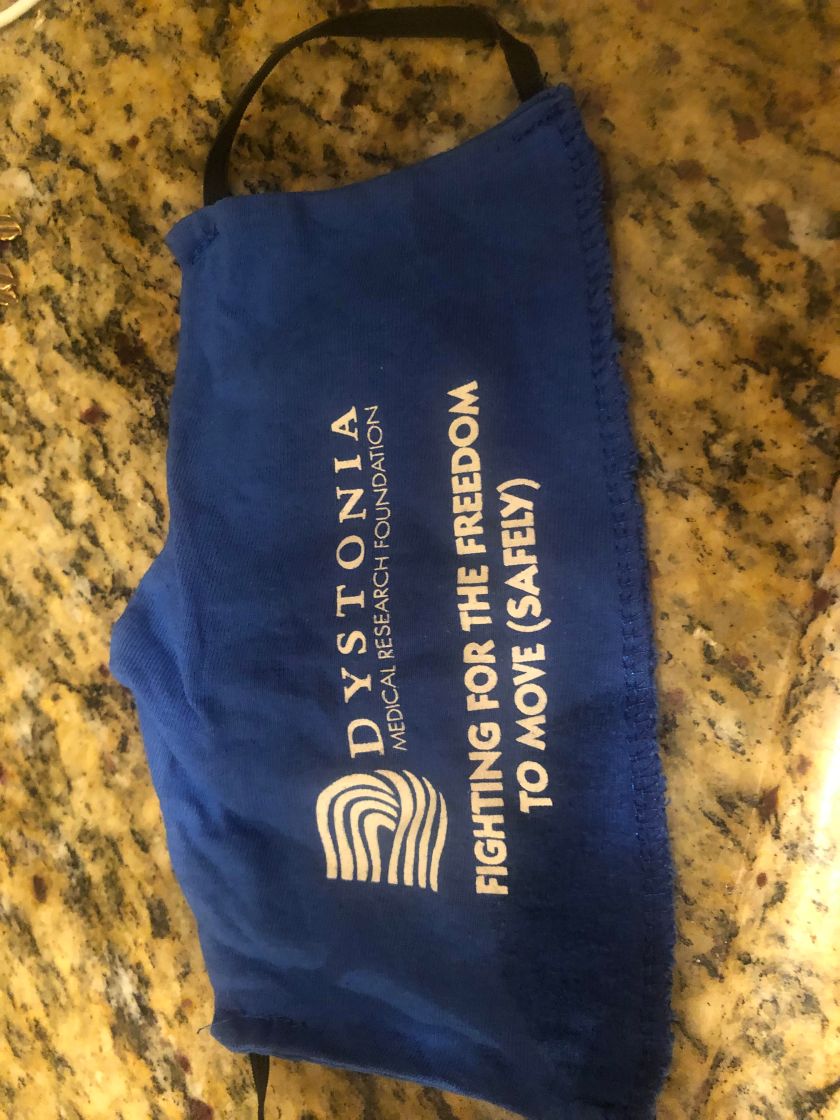 DYSTONIA
MEDICAL RESEARCH FOUNDATION
FIGHTING FOR THE FREEDOM
TO MOVE (SAFELY)